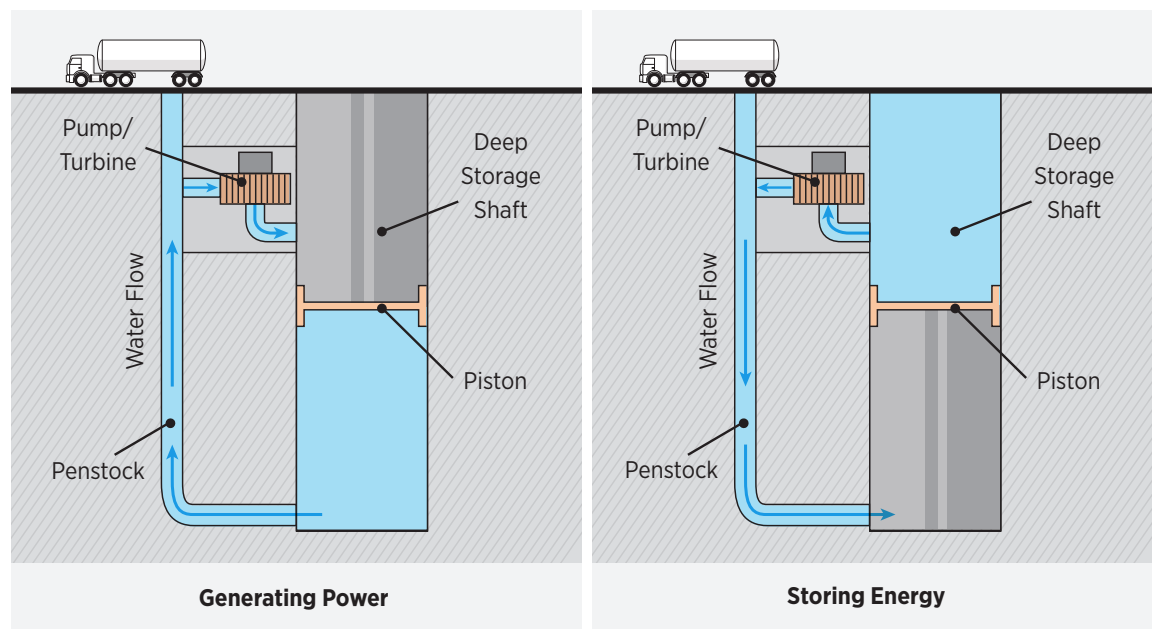 Pump/
Turbine
Deep
Storage
Shaft
Water Flow
Piston
Penstock
Generating Power
Pump/
Turbine
Deep
Storage
Shaft
Water Flow
Piston
Penstock
Storing Energy